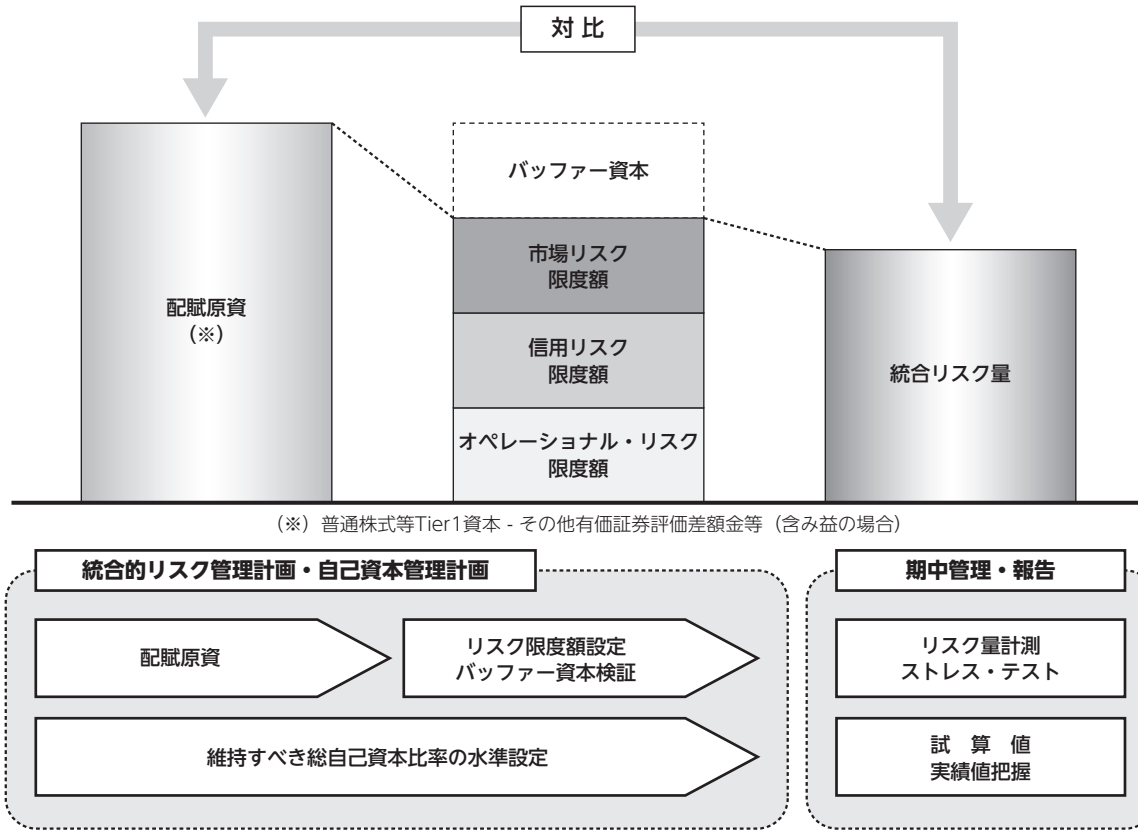 対 比
バッファー資本
市場リスク
限度額
配賦原資
（※）
信用リスク
限度額
統合リスク量
オペレーショナル・リスク
限度額
（※）普通株式等Tier1資本 - その他有価証券評価差額金等（含み益の場合）
統合的リスク管理計画・自己資本管理計画
配賦原資
リスク限度額設定
バッファー資本検証
維持すべき総自己資本比率の水準設定
期中管理・報告
リスク量計測
ストレス・テスト
試　算　値
実績値把握